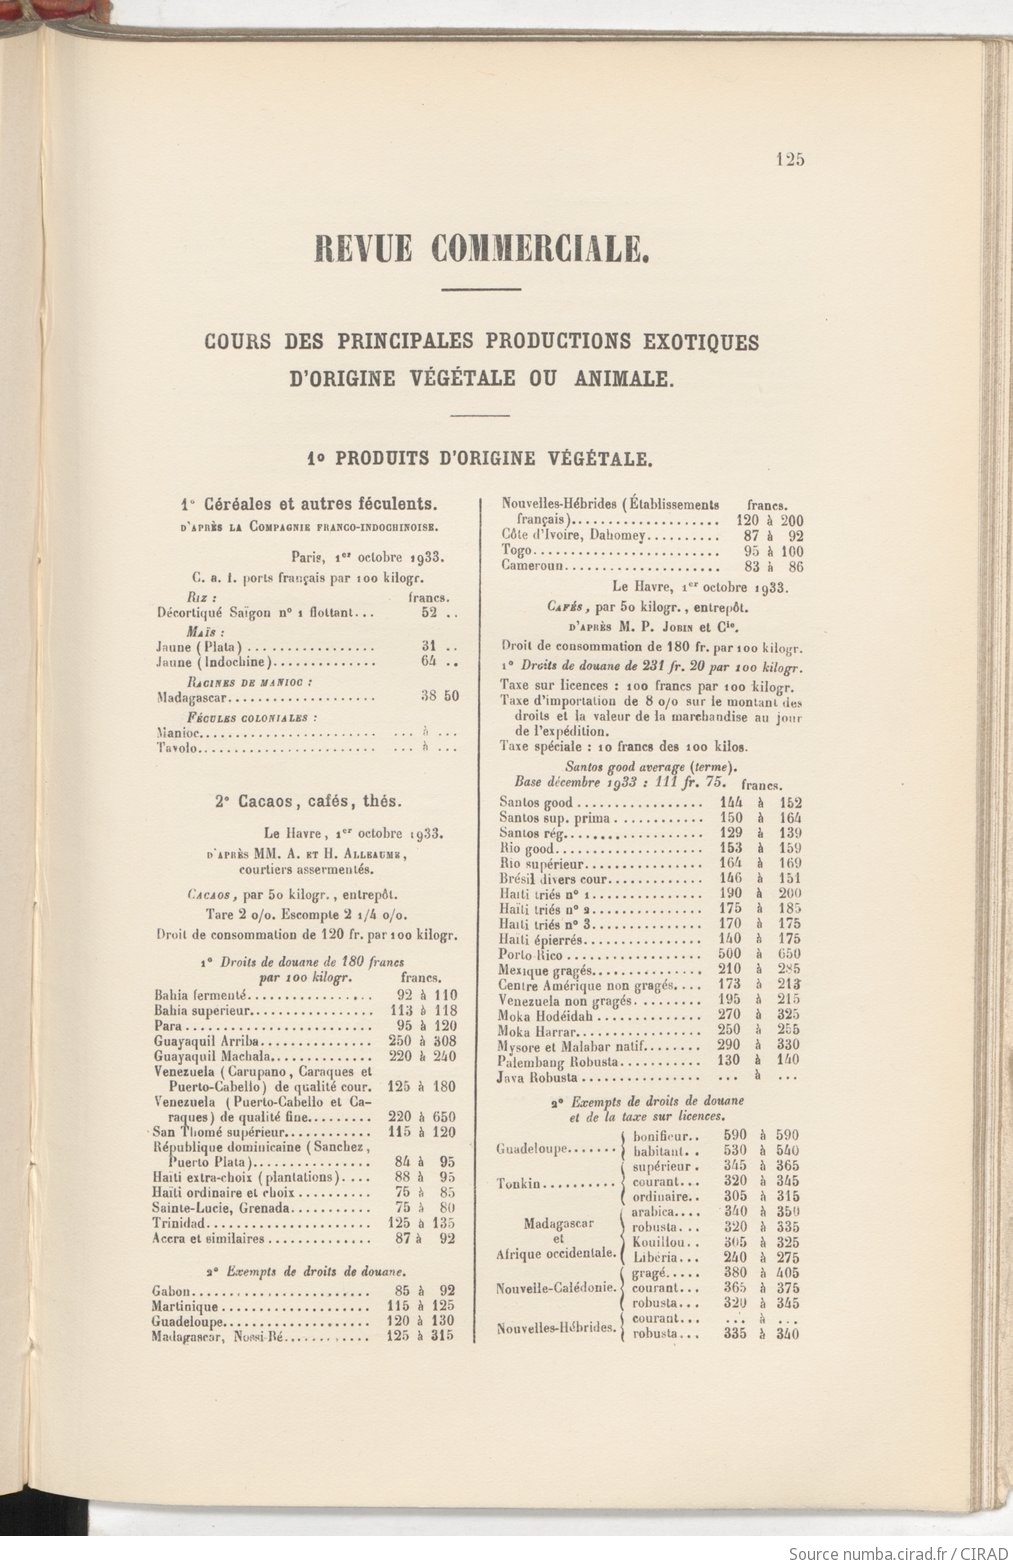 125
REVUE COMMERCIALE.
COURS DES PRINCIPALES PRODUCTIONS EXOTIQUES
D'ORIGINE VÉGÉTALE OU ANIMALE.
1º PRODUITS D'ORIGINE VÉGÉTALE.
1º Céréales et autres féculents.
D'APRÈS LA COMPAGNIE FRANCO-INDOCHINOISE.
Paris, 1er octobre 1933.
C. a. f. ports français par 100 kilogr.
RIZ : francs.
Décortiqué Saïgon nº 1 flottant... 52 ..
MAÏS :
Jaune (Plata) ................ 31 ..
Jaune (Indochine).............. 64 ..
RACINES DE MANIOC :
Madagascar.................... 38 50
FÉCULES COLONIALES :
Manioc........................ ... à ...
Tavolo........................ ... à ...
2º Cacaos, cafés, thés.
Le Havre, 1er octobre 1933.
D'APRÈS MM. A. ET H. ALLEAUME,
courtiers assermentés.
CACAOS, par 50 kilogr., entrepôt.
Tare 2 o/o. Escompte 2 1/4 o/o.
Droit de consommation de 120 fr. par 100 kilogr.
1º Droits de douane de 180 francs
par 100 kilogr. francs.
Bahia fermenté................ 92 à 110
Bahia superieur................ 113 à 118
Para........................ 95 à 120
Guayaquil Arriba............... 250 à 308
Guayaquil Machala............. 220 à 240
Venezuela (Carupano, Caraques et
Puerto-Cabello) de qualité cour. 125 à 180
Venezuela (Puerto-Cabello et Ca-
raques) de qualité fine......... 220 à 650
San Thomé supérieur............ 115 à 120
République dominicaine (Sanchez,
Puerto Plata)................ 84 à 95
Haïti extra-choix (plantations).... 88 à 95
Haïti ordinaire et choix.......... 75 à 85
Sainte-Lucie, Grenada........... 75 à 80
Trinidad...................... 125 à 135
Accra et similaires.............. 87 à 92
2º Exempts de droits de douane.
Gabon........................ 85 à 92
Martinique.................... 115 à 125
Guadeloupe.................... 120 à 130
Madagascar, Nossi-Bé............ 125 à 315
Nouvelles-Hébrides (Établissements francs.
français).................... 120 à 200
Côte d'Ivoire, Dahomey.......... 87 à 92
Togo......................... 95 à 100
Cameroun..................... 83 à 86
Le Havre, 1er octobre 1933.
CAFÉS, par 50 kilogr., entrepôt.
D'APRÈS M. P. JOBIN et Cie.
Droit de consommation de 180 fr. par 100 kilogr.
1º Droits de douane de 231 fr. 20 par 100 kilogr.
Taxe sur licences : 100 francs par 100 kilogr.
Taxe d'importation de 8 o/o sur le montant des
droits et la valeur de la marchandise au jour
de l'expédition.
Taxe spéciale : 10 francs des 100 kilos.
Santos good average (terme).
Base décembre 1933 : 111 fr. 75. francs.
Santos good ................. 144 à 152
Santos sup. prima ............ 150 à 164
Santos rég.................. 129 à 139
Rio good.................... 153 à 159
Rio supérieur................ 164 à 169
Brésil divers cour............. 146 à 151
Haïti triés nº 1............... 190 à 200
Haïti triés nº 2............... 175 à 185
Haïti triés nº 3............... 170 à 175
Haïti épierrés................ 140 à 175
Porto-Rico ................. 500 à 650
Mexique gragés............... 210 à 285
Centre Amérique non gragés.... 173 à 213
Venezuela non gragés.......... 195 à 215
Moka Hodéidah .............. 270 à 325
Moka Harrar................ 250 à 255
Mysore et Malabar natif........ 290 à 330
Palembang Robusta........... 130 à 140
Java Robusta ................ ... à ...
2º Exempts de droits de douane
et de la taxe sur licences.
Guadeloupe....... bonifieur.. 590 à 590
habitant.. 530 à 540
Tonkin.......... supérieur. 345 à 365
courant... 320 à 345
ordinaire.. 305 à 315
Madagascar et Afrique occidentale. arabica.... 340 à 350
robusta... 320 à 335
Kouillou.. 305 à 325
Libéria... 240 à 275
Nouvelle-Calédonie. gragé..... 380 à 405
courant... 365 à 375
robusta... 320 à 345
Nouvelles-Hébrides. courant... ... à ...
robusta... 335 à 340
Source numba.cirad.fr / CIRAD